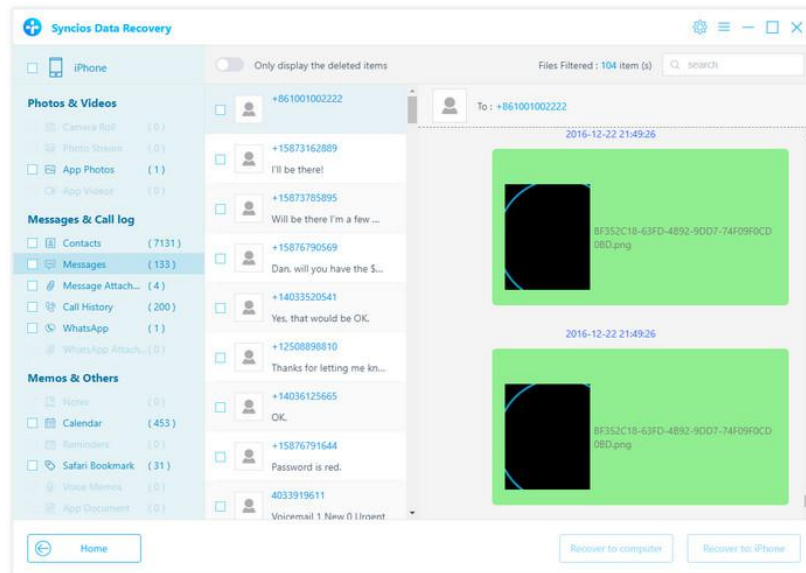 Syncios Data Recovery
iPhone
Only display the deleted items
Files Filtered : 104 item (s)
search
Photos & Videos
Camera Roll (0)
Photo Stream (0)
App Photos (1)
App Videos (0)
Messages & Call log
Contacts (7131)
Messages (133)
Message Attach... (4)
Call History (200)
WhatsApp (1)
WhatsApp Attach... (0)
Memos & Others
Notes (0)
Calendar (453)
Reminders (0)
Safari Bookmark (31)
Voice Memos (0)
App Document (0)
+861001002222
+15873162889
I'll be there!
+15873785895
Will be there I'm a few ...
+15876790569
Dan, will you have the $...
+14033520541
Yes, that would be OK.
+12508898810
Thanks for letting me kn...
+14036125665
OK.
+15876791644
Password is red.
4033919611
Voicemail 1 New 0 Urgent
To : +861001002222
2016-12-22 21:49:26
BF352C18-63FD-4B92-9DD7-74F09F0CD
0BD.png
2016-12-22 21:49:26
BF352C18-63FD-4B92-9DD7-74F09F0CD
0BD.png
Home
Recover to computer
Recover to iPhone